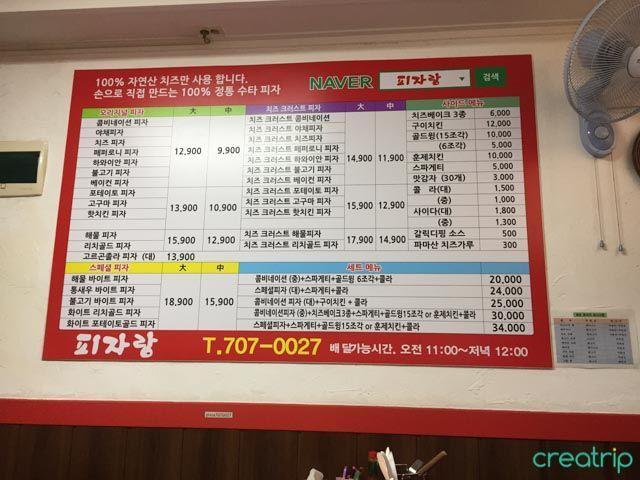 100% 자연산 치즈만 사용 합니다.
손으로 직접 만드는 100% 정통 수타 피자
NAVER 피자랑 검색
오리지널 피자 大 中
콤비네이션 피자
야채피자
치즈피자
페퍼로니 피자 12,900 9,900
하와이안 피자
불고기 피자
베이컨 피자
포테이토 피자
고구마 피자 13,900 10,900
핫치킨 피자
해물 피자 15,900 12,900
리치골드 피자
고르곤졸라 피자 (대) 13,900
치즈 크러스트 피자 大 中
치즈 크러스트 콤비네이션
치즈 크러스트 야채피자
치즈 크러스트 치즈피자
치즈 크러스트 페퍼로니 피자 14,900 11,900
치즈 크러스트 하와이안 피자
치즈 크러스트 불고기 피자
치즈 크러스트 베이컨 피자
치즈 크러스트 포테이토 피자
치즈 크러스트 고구마 피자 15,900 12,900
치즈 크러스트 핫치킨 피자
치즈 크러스트 해물피자 17,900 14,900
치즈 크러스트 리치골드 피자
사이드 메뉴
치즈베이크 3종 6,000
구이치킨 12,000
골드윙(15조각) 10,000
(6조각) 5,000
훈제치킨 10,000
스파게티 5,000
맛감자 (30개) 3,000
콜 라(대) 1,500
(중) 1,000
사이다(대) 1,800
(중) 1,300
갈릭디핑 소스 500
파마산 치즈가루 300
스페셜 피자 大 中
해물 바이트 피자
통새우 바이트 피자
불고기 바이트 피자 18,900 15,900
화이트 리치골드 피자
화이트 포테이토골드 피자
세트 메뉴
콤비네이션 (중)+스파게티+골드윙 6조각+콜라 20,000
스페셜피자 (대)+스파게티+콜라 24,000
콤비네이션 피자 (대)+구이치킨 + 콜라 25,000
콤비네이션피자 (중)+치즈베이크3종+스파게티+골드윙15조각 or 훈제치킨+콜라 30,000
스페셜피자+스파게티+골드윙15조각 or 훈제치킨+콜라 34,000
피자랑 T.707-0027 배달가능시간. 오전 11:00~저녁 12:00
creatrip